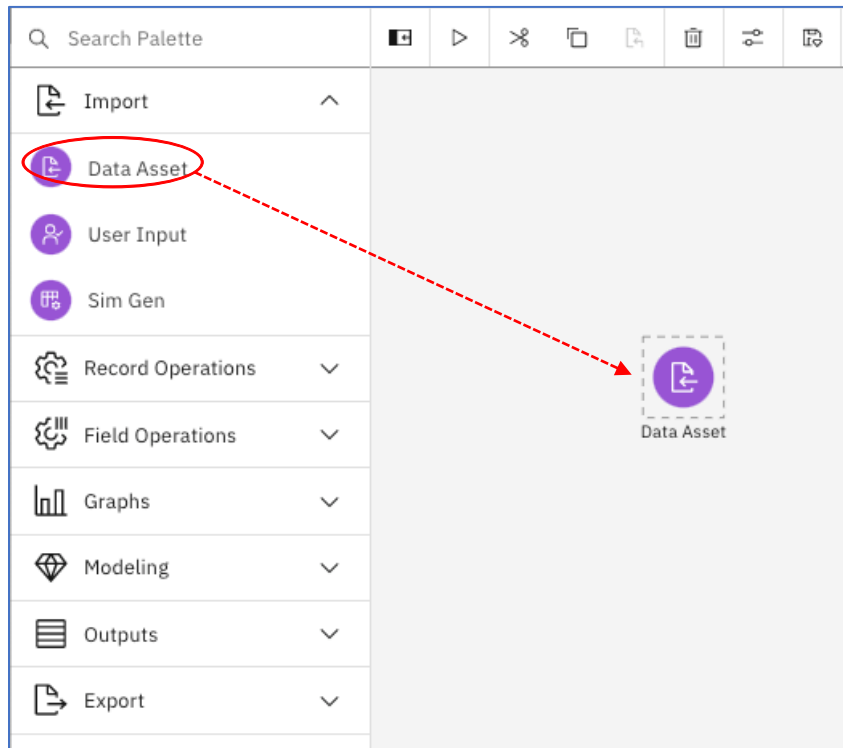 Search Palette
Import
Data Asset
User Input
Sim Gen
Record Operations
Field Operations
Graphs
Modeling
Outputs
Export
Data Asset